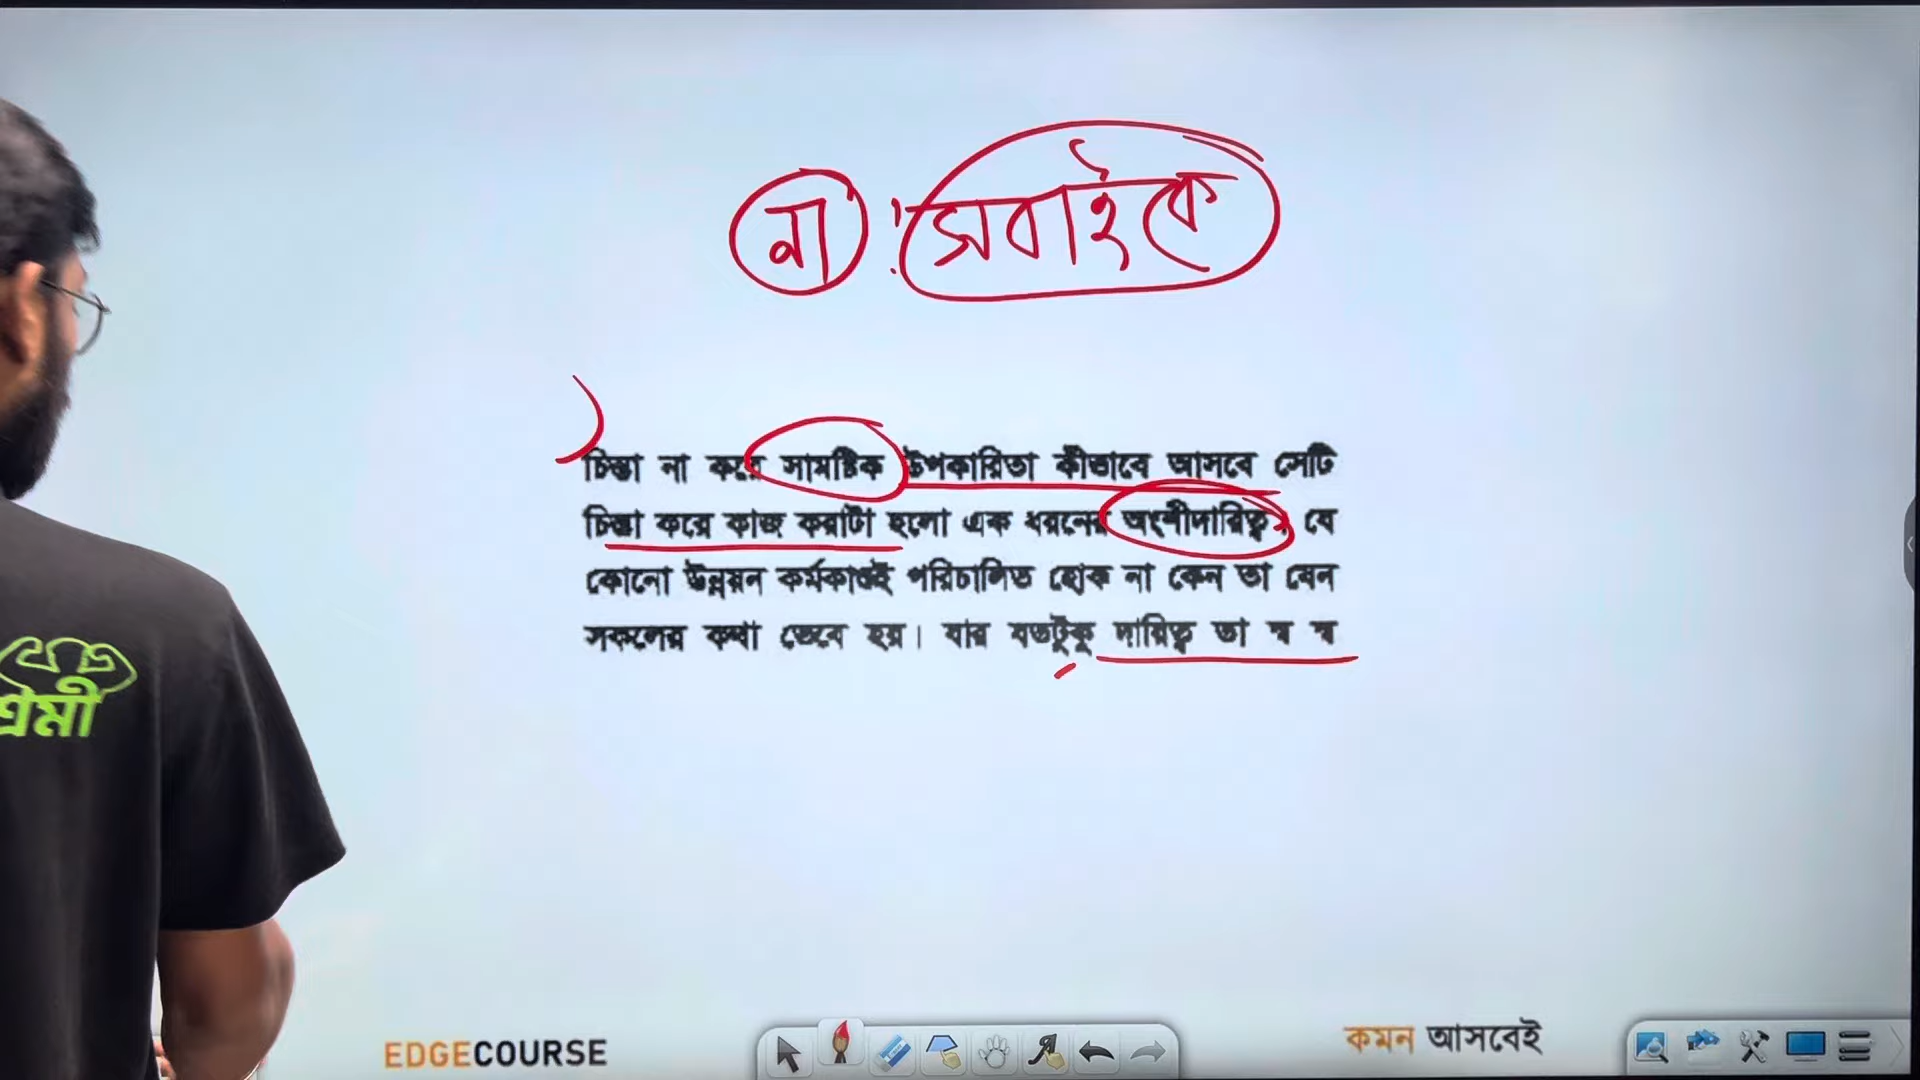 না : সবাইকে
চিন্তা না করে সামষ্টিক উপকারিতা কীভাবে আসবে সেটি
চিন্তা করে কাজ করাটা হলো এক ধরনের অংশীদারিত্ব। যে
কোনো উন্নয়ন কর্মকাণ্ডই পরিচালিত হোক না কেন তা যেন
সকলের কথা ভেবে হয়। যার যতটুকু দায়িত্ব তা স্ব স্ব
শ্রমী
EDGECOURSE
কমন আসবেই